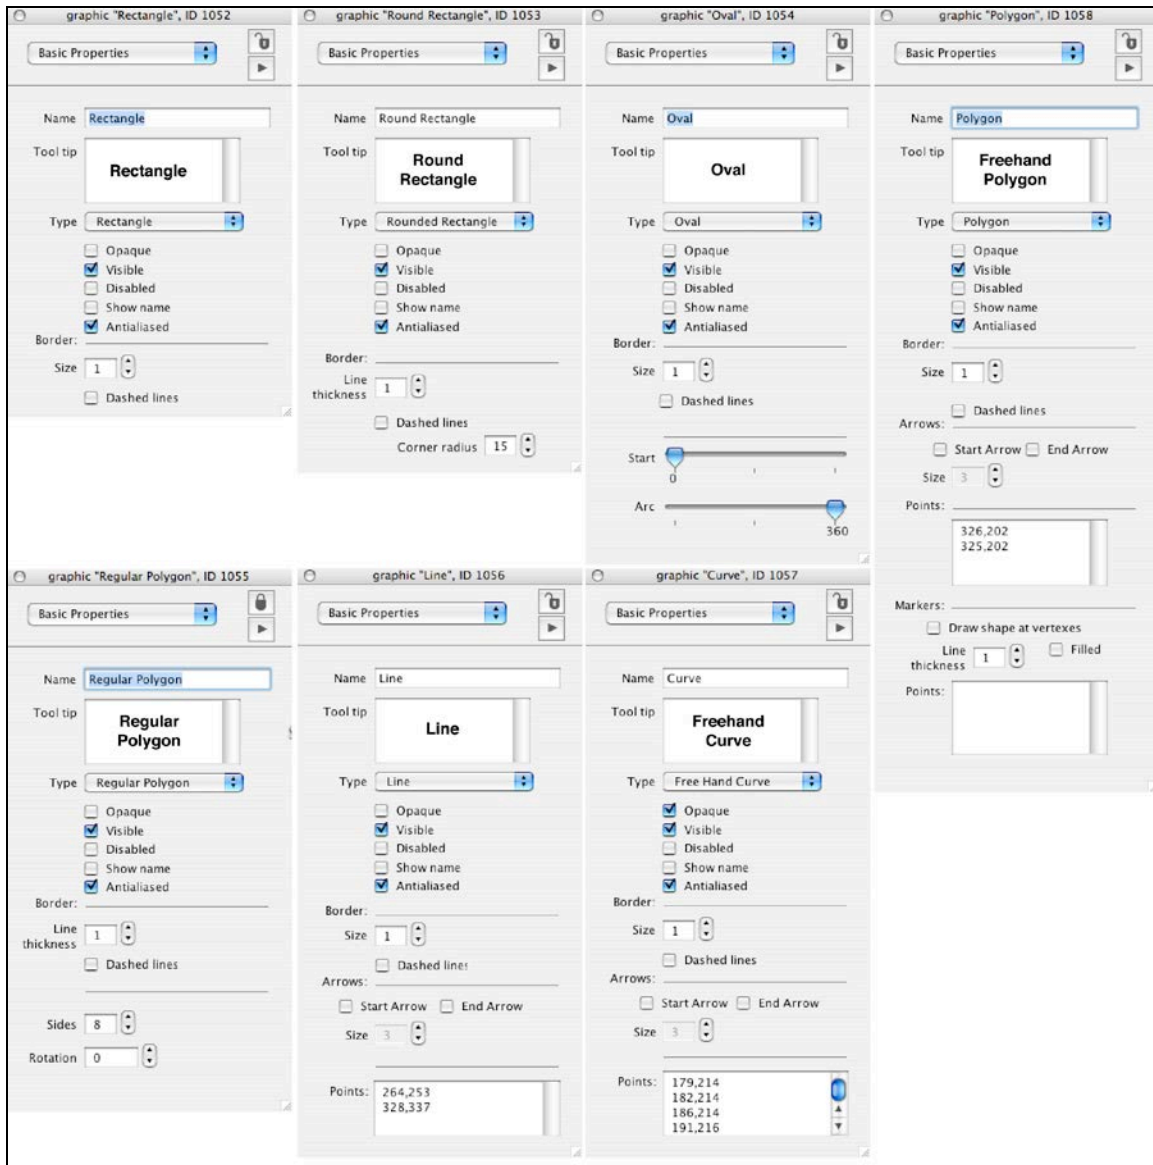 graphic "Rectangle", ID 1052
Basic Properties
Name Rectangle
Tool tip
Rectangle
Type Rectangle
Opaque
Visible
Disabled
Show name
Antialiased
Border:
Size 1
Dashed lines
graphic "Round Rectangle", ID 1053
Basic Properties
Name Round Rectangle
Tool tip
Round
Rectangle
Type Rounded Rectangle
Opaque
Visible
Disabled
Show name
Antialiased
Border:
Line
thickness 1
Dashed lines
Corner radius 15
graphic "Oval", ID 1054
Basic Properties
Name Oval
Tool tip
Oval
Type Oval
Opaque
Visible
Disabled
Show name
Antialiased
Border:
Size 1
Dashed lines
Start
0
Arc
360
graphic "Polygon", ID 1058
Basic Properties
Name Polygon
Tool tip
Freehand
Polygon
Type Polygon
Opaque
Visible
Disabled
Show name
Antialiased
Border:
Size 1
Dashed lines
Arrows:
Start Arrow End Arrow
Size 3
Points:
326,202
325,202
Markers:
Draw shape at vertexes
Line
thickness 1 Filled
Points:
graphic "Regular Polygon", ID 1055
Basic Properties
Name Regular Polygon
Tool tip
Regular
Polygon
Type Regular Polygon
Opaque
Visible
Disabled
Show name
Antialiased
Border:
Line
thickness 1
Dashed lines
Sides 8
Rotation 0
graphic "Line", ID 1056
Basic Properties
Name Line
Tool tip
Line
Type Line
Opaque
Visible
Disabled
Show name
Antialiased
Border:
Size 1
Dashed lines
Arrows:
Start Arrow End Arrow
Size 3
Points: 264,253
328,337
graphic "Curve", ID 1057
Basic Properties
Name Curve
Tool tip
Freehand
Curve
Type Free Hand Curve
Opaque
Visible
Disabled
Show name
Antialiased
Border:
Size 1
Dashed lines
Arrows:
Start Arrow End Arrow
Size 3
Points: 179,214
182,214
186,214
191,216